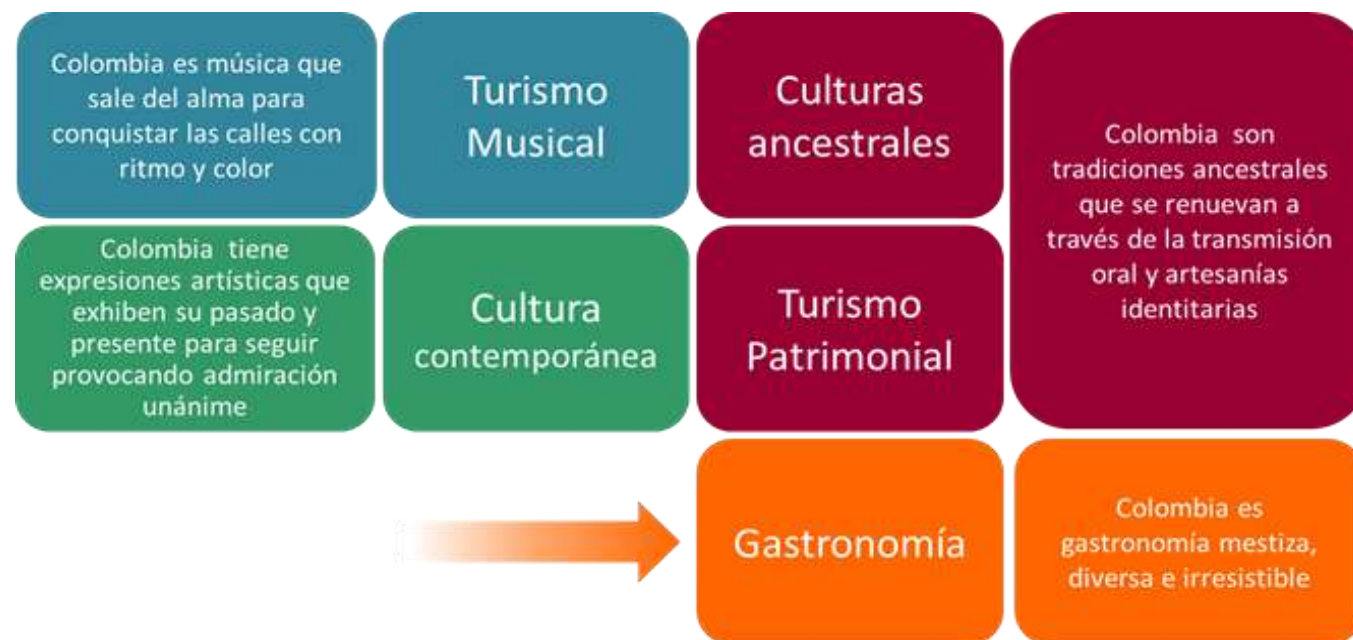 Colombia es música que
sale del alma para
conquistar las calles con
ritmo y color
Turismo
Musical
Culturas
ancestrales
Colombia son
tradiciones ancestrales
que se renuevan a
través de la transmisión
oral y artesanías
identitarias
Colombia tiene
expresiones artísticas que
exhiben su pasado y
presente para seguir
provocando admiración
unánime
Cultura
contemporánea
Turismo
Patrimonial
Gastronomía
Colombia es
gastronomía mestiza,
diversa e irresistible